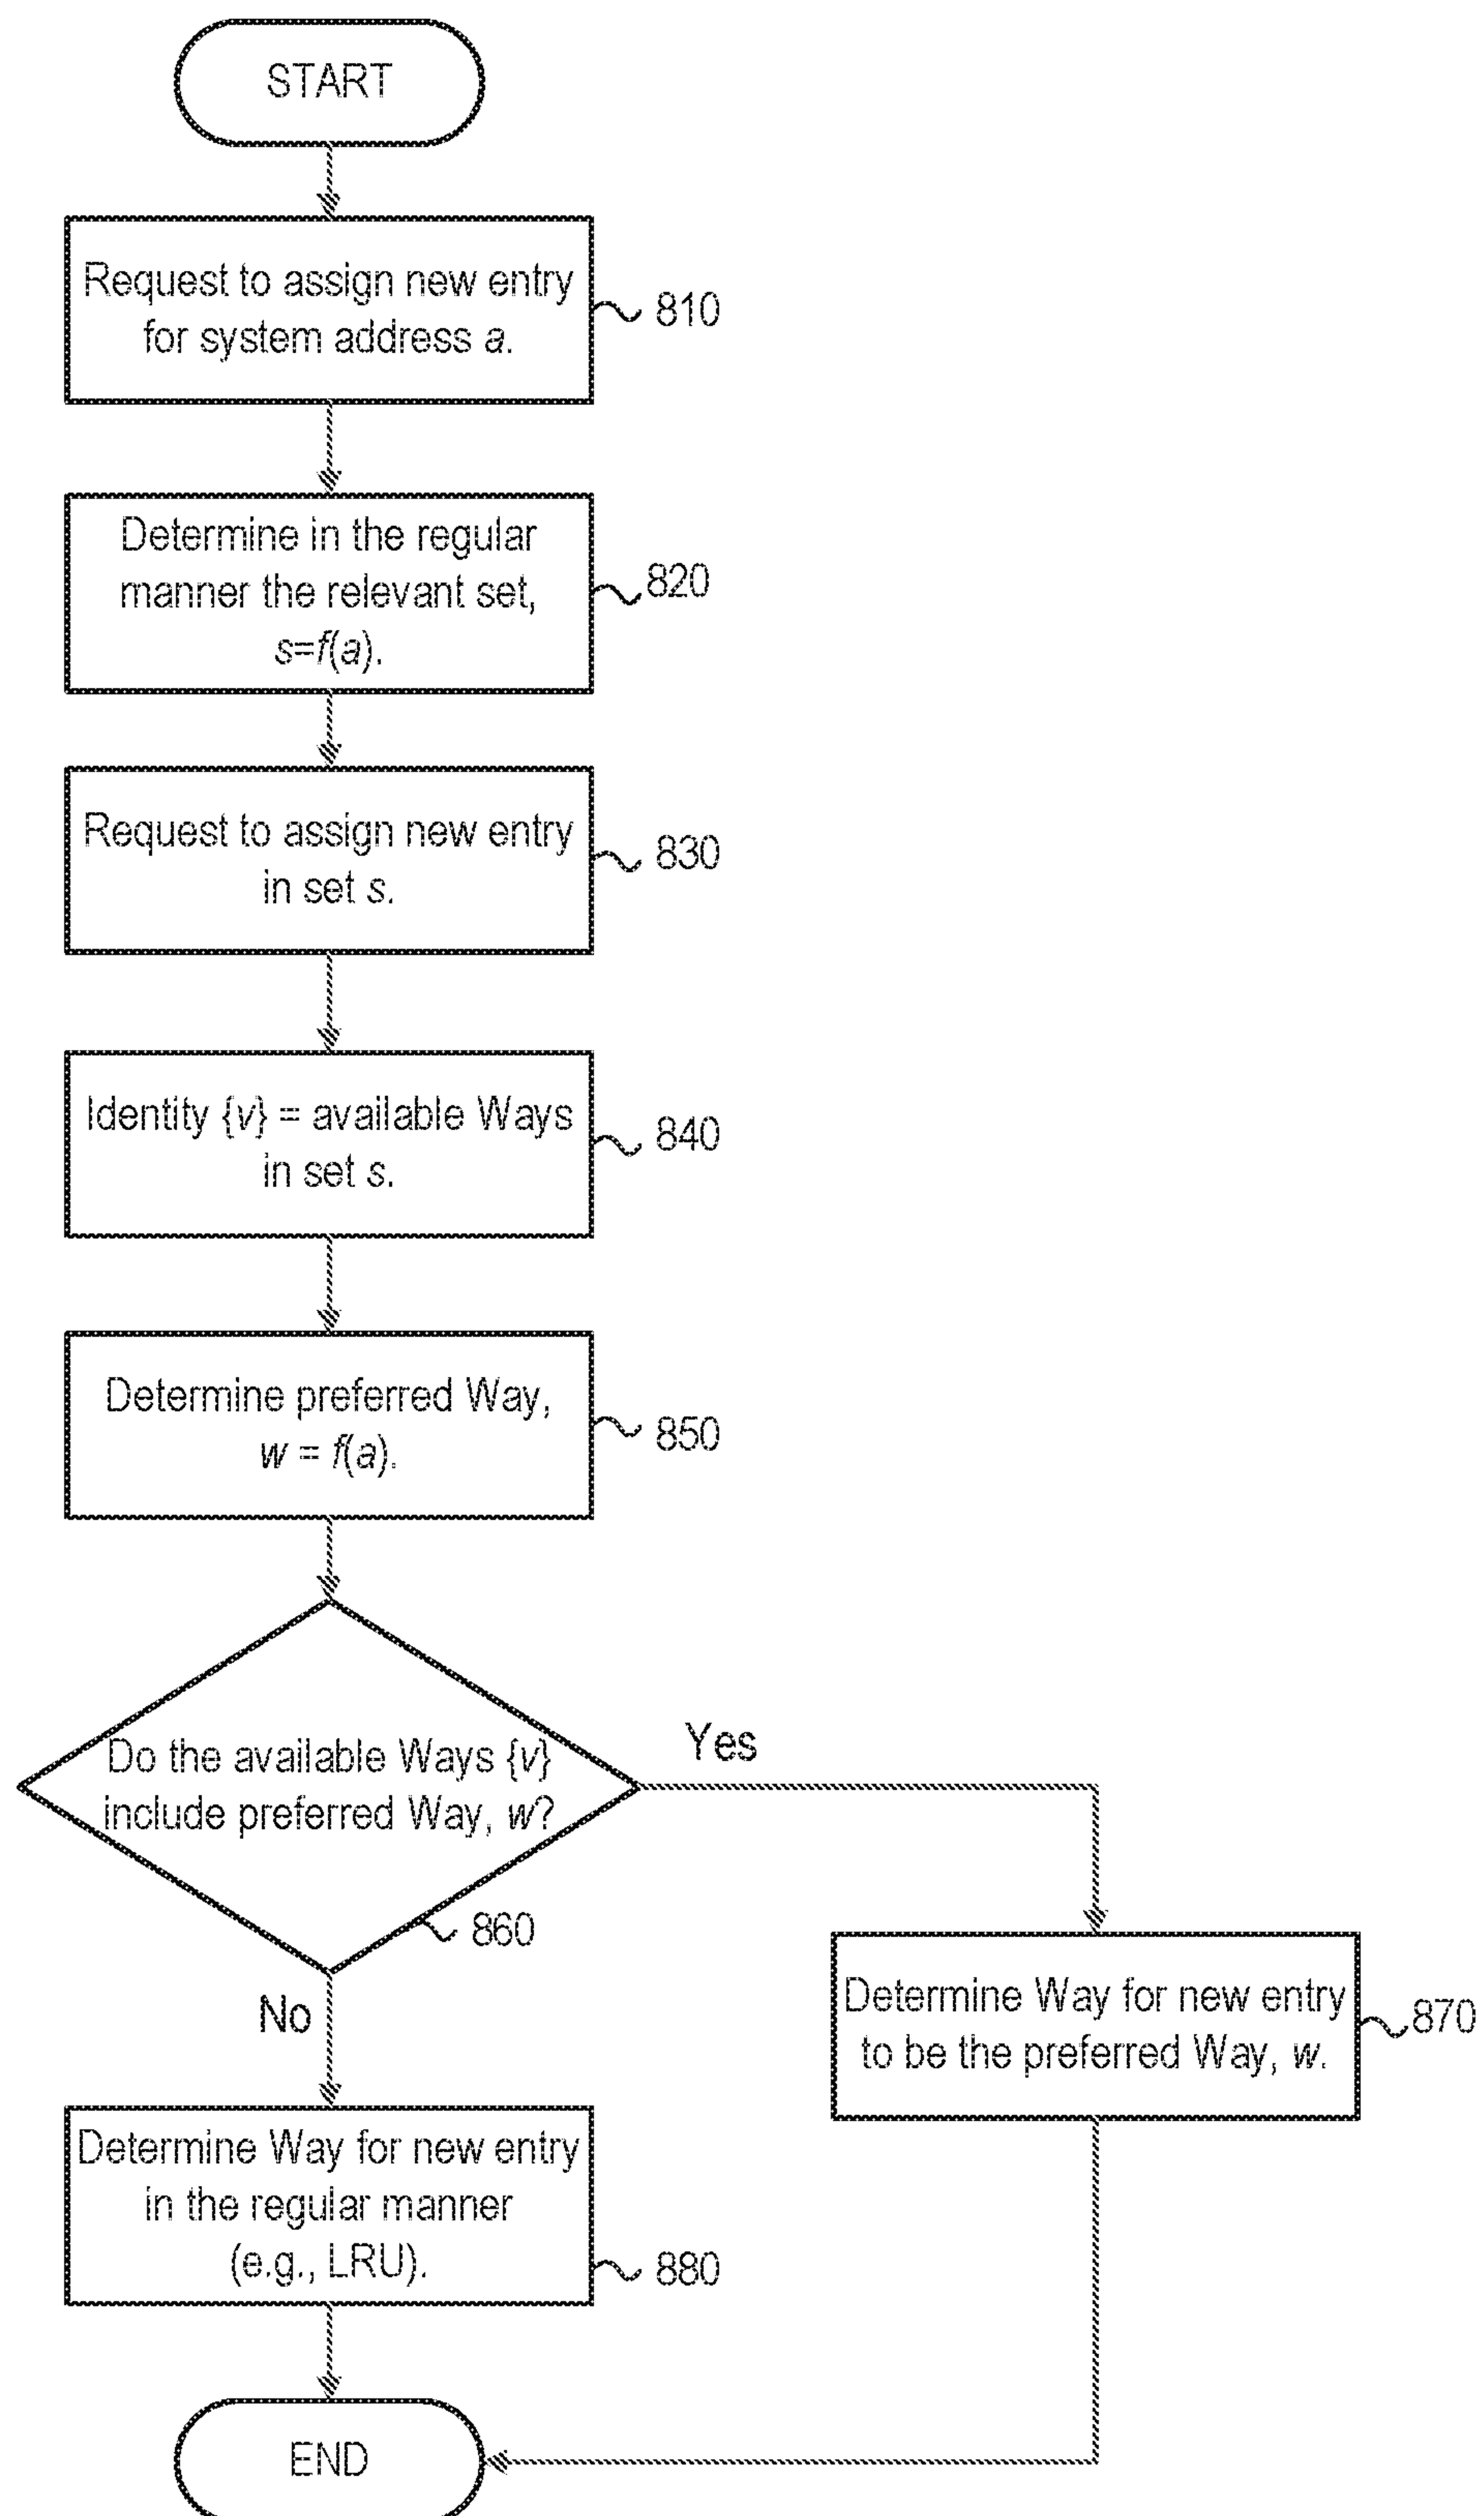 START
Request to assign new entry
for system address a.
810
Determine in the regular
manner the relevant set,
s=f(a).
820
Request to assign new entry
in set s.
830
Identity {v} = available Ways
in set s.
840
Determine preferred Way,
w = f(a).
850
Do the available Ways {v}
include preferred Way, w?
860
Yes
No
Determine Way for new entry
to be the preferred Way, w.
870
Determine Way for new entry
in the regular manner
(e.g., LRU).
880
END